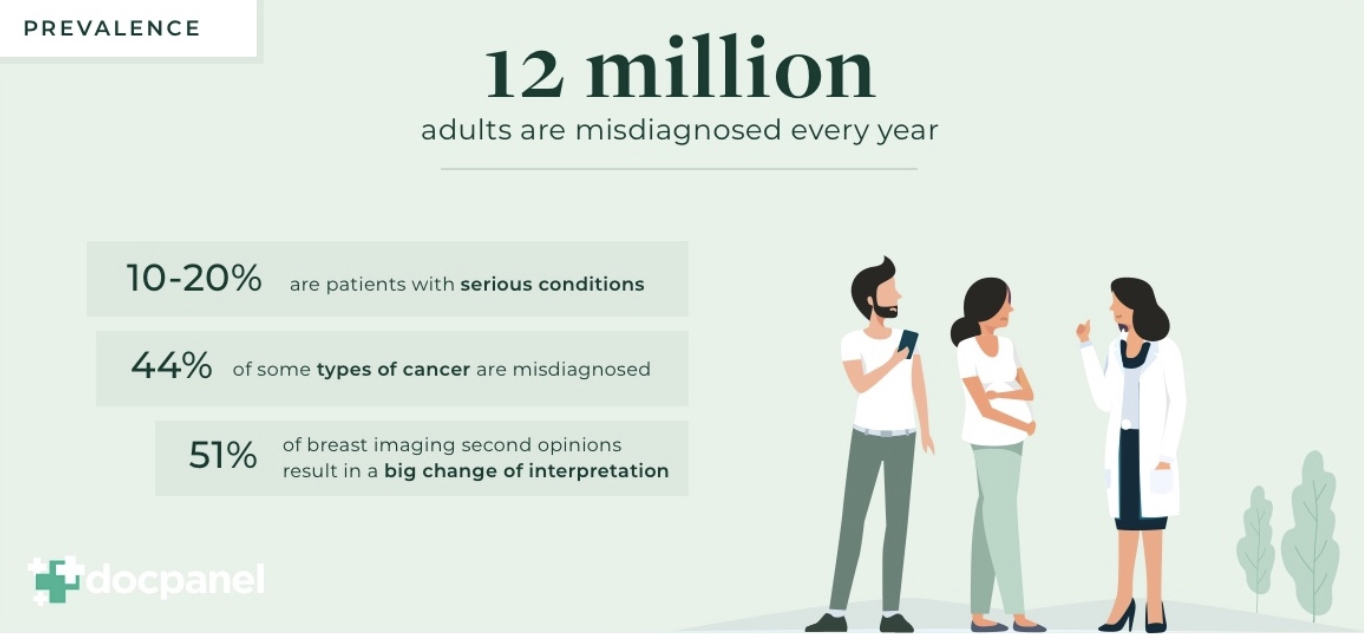 PREVALENCE
12 million
adults are misdiagnosed every year
10-20% are patients with serious conditions
44% of some types of cancer are misdiagnosed
51% of breast imaging second opinions
result in a big change of interpretation
docpanel